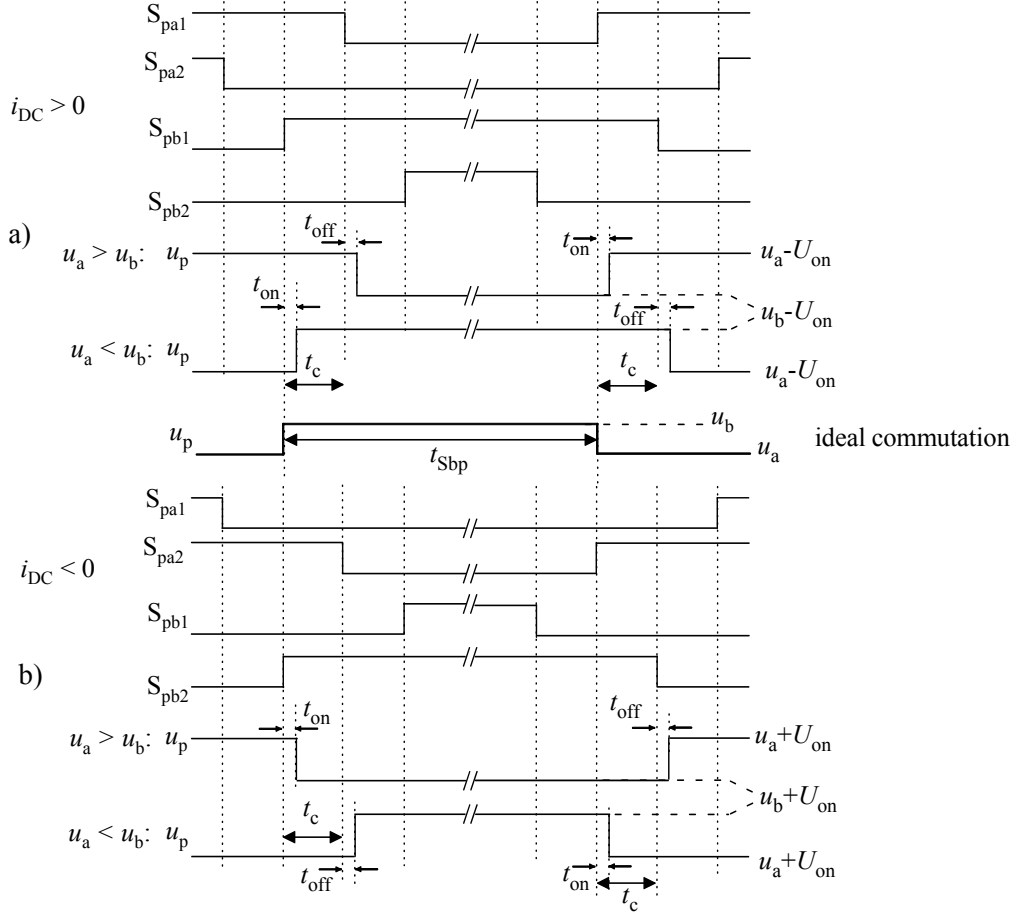 S_pa1
S_pa2
i_DC > 0
S_pb1
S_pb2
a)
t_off
t_on
u_a > u_b: u_p
u_a-U_on
t_on
t_off
u_b-U_on
u_a < u_b: u_p
t_c
t_c
u_a-U_on
u_b
u_p
t_Sbp
u_a
ideal commutation
S_pa1
S_pa2
i_DC < 0
S_pb1
b)
S_pb2
t_on
t_off
u_a > u_b: u_p
u_a+U_on
t_c
u_b+U_on
u_a < u_b: u_p
t_off
t_on
t_c
u_a+U_on